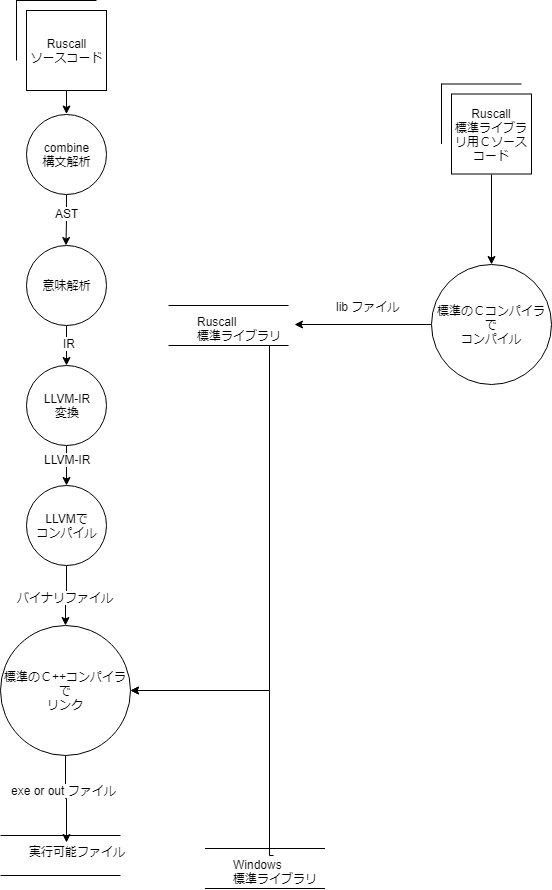 Ruscall
ソースコード
combine
構文解析
AST
意味解析
IR
LLVM-IR
変換
LLVM-IR
LLVMで
コンパイル
バイナリファイル
標準のＣ++コンパイラ
で
リンク
exe or out ファイル
実行可能ファイル
Ruscall
標準ライブラ
リ用Ｃソース
コード
標準のＣコンパイラ
で
コンパイル
lib ファイル
Ruscall
標準ライブラリ
Windows
標準ライブラリ